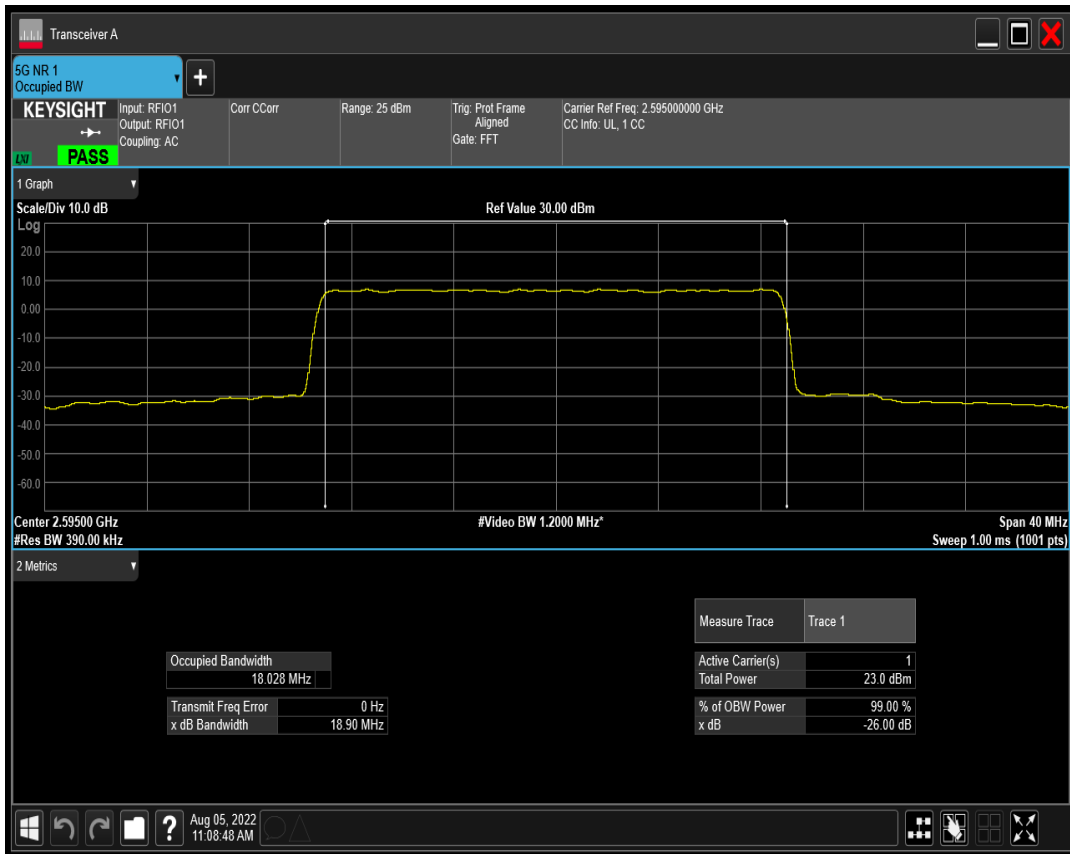 Transceiver A
5G NR 1
Occupied BW
+
KEYSIGHT
LXI
PASS
Input: RFIO1
Output: RFIO1
Coupling: AC
Corr CCorr
Range: 25 dBm
Trig: Prot Frame
Aligned
Gate: FFT
Carrier Ref Freq: 2.595000000 GHz
CC Info: UL, 1 CC
1 Graph
Scale/Div 10.0 dB
Ref Value 30.00 dBm
Log
20.0
10.0
0.00
-10.0
-20.0
-30.0
-40.0
-50.0
-60.0
Center 2.59500 GHz
#Video BW 1.2000 MHz*
Span 40 MHz
#Res BW 390.00 kHz
Sweep 1.00 ms (1001 pts)
2 Metrics
Measure Trace Trace 1
Occupied Bandwidth
18.028 MHz
Active Carrier(s) 1
Total Power 23.0 dBm
Transmit Freq Error 0 Hz
x dB Bandwidth 18.90 MHz
% of OBW Power 99.00 %
x dB -26.00 dB
?
Aug 05, 2022
11:08:48 AM